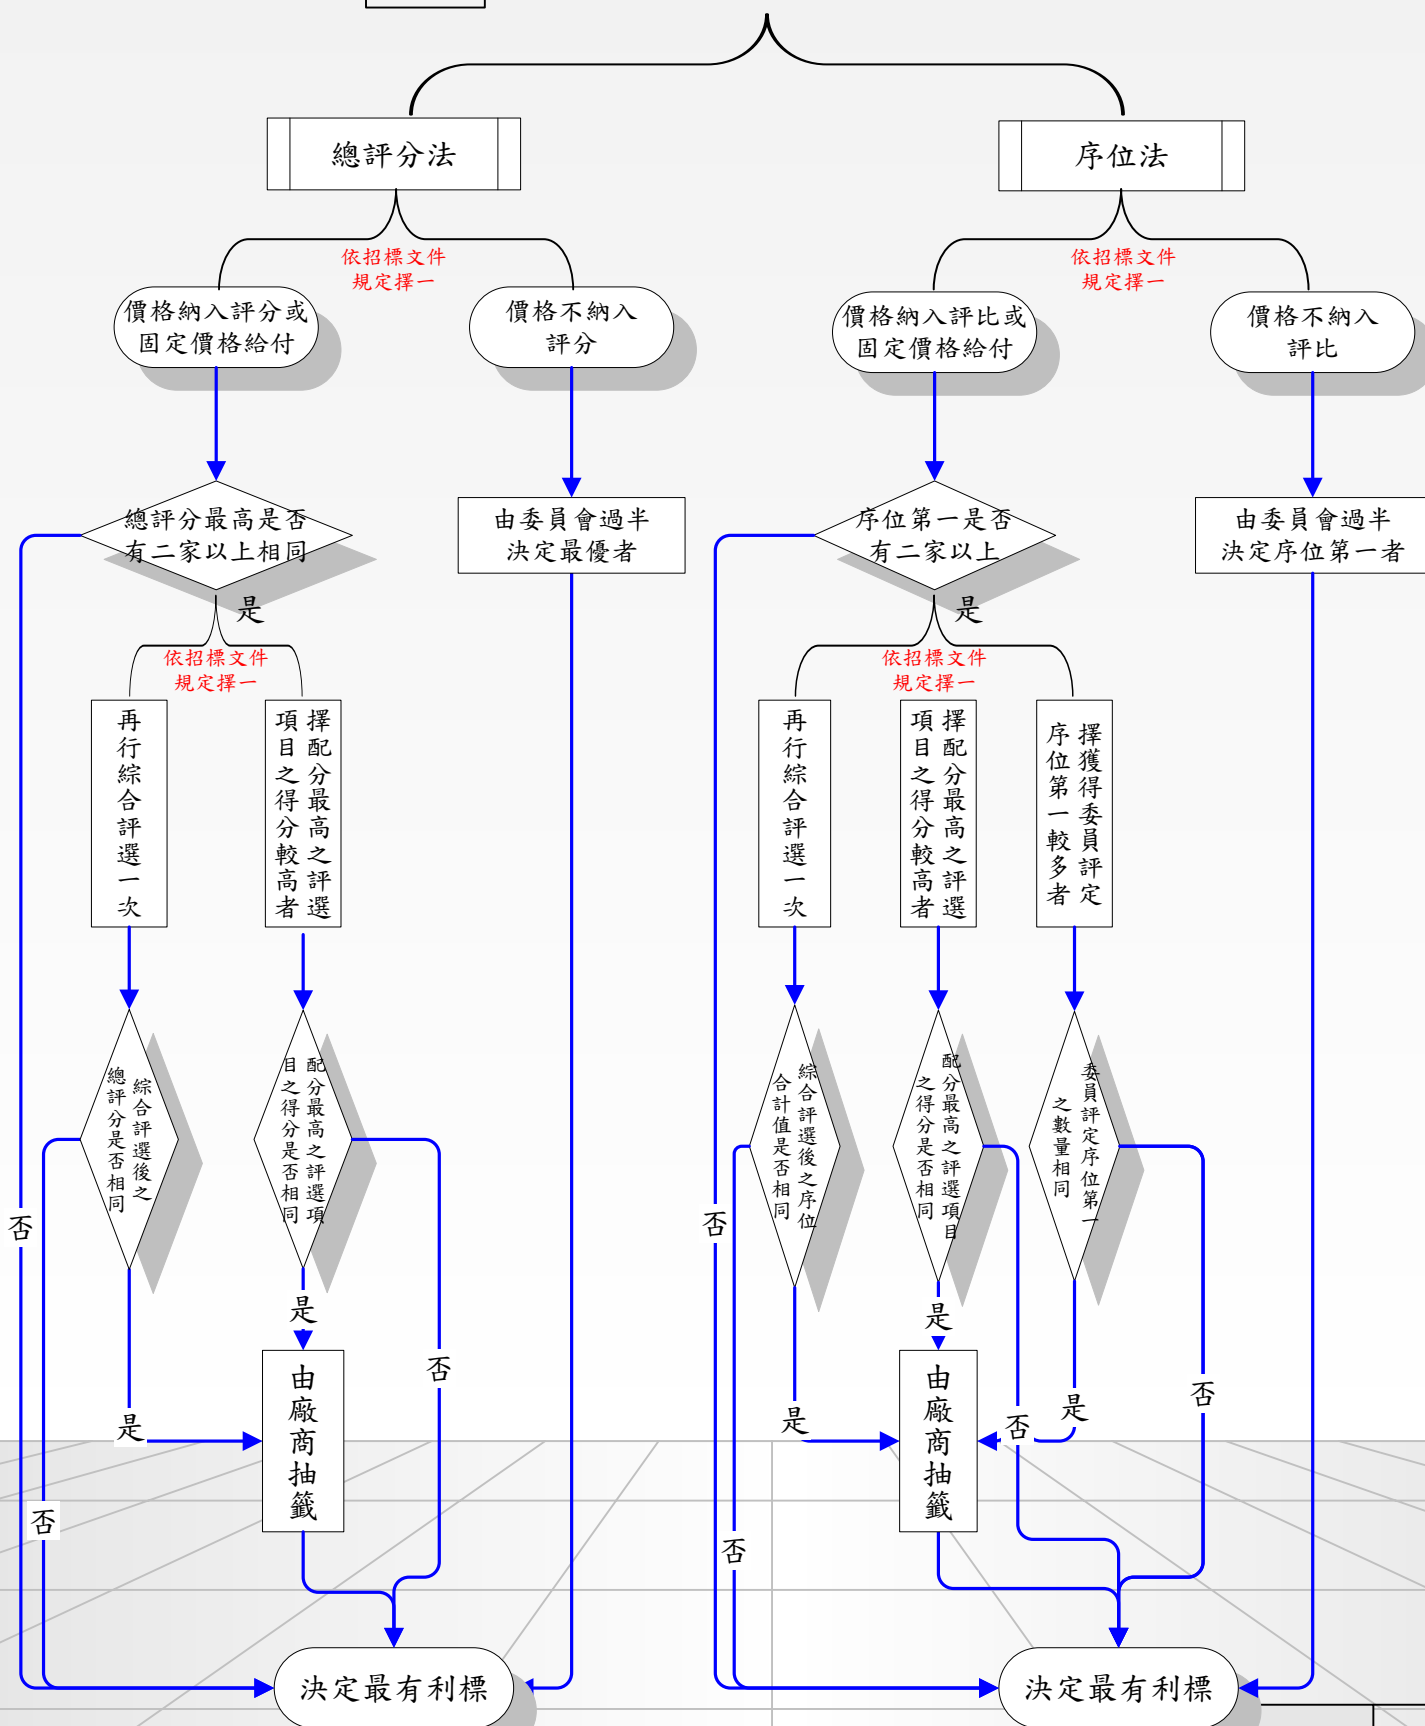 總評分法
依招標文件
規定擇一
價格納入評分或
固定價格給付
價格不納入
評分
總評分最高是否
有二家以上相同
由委員會過半
決定最優者
是
依招標文件
規定擇一
再行綜合評選一次
擇配分最高之評選
項目之得分較高者
綜合評選後之
總評分是否相同
配分最高之評選項
目之得分是否相同
否
是
是
否
否
由廠商抽籤
決定最有利標
序位法
依招標文件
規定擇一
價格納入評比或
固定價格給付
價格不納入
評比
序位第一是否
有二家以上
由委員會過半
決定序位第一者
是
依招標文件
規定擇一
再行綜合評選一次
擇配分最高之評選
項目之得分較高者
擇獲得委員評定
序位第一較多者
綜合評選後之序位
合計值是否相同
配分最高之評選項目
之得分是否相同
委員評定序位第一
之數量相同
否
是
是
是
否
否
否
由廠商抽籤
決定最有利標